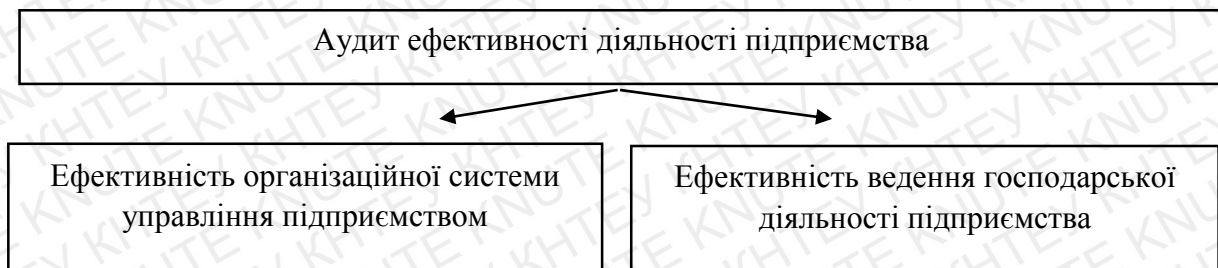 Аудит ефективності діяльності підприємства
Ефективність організаційної системи
управління підприємством
Ефективність ведення господарської
діяльності підприємства